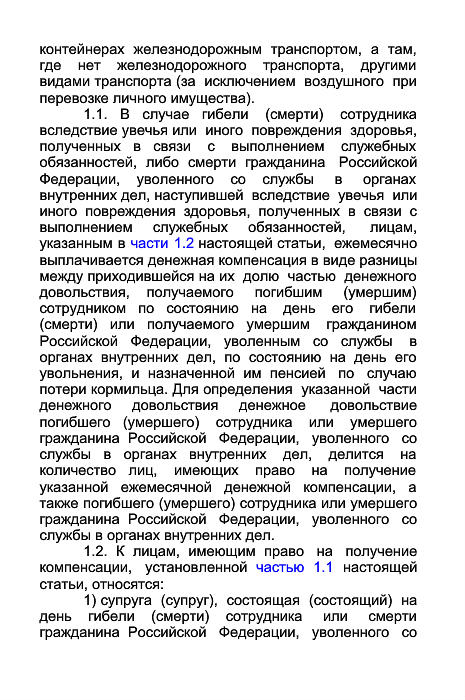 контейнерах железнодорожным транспортом, а там,
где нет железнодорожного транспорта, другими
видами транспорта (за исключением воздушного при
перевозке личного имущества).
1.1. В случае гибели (смерти) сотрудника
вследствие увечья или иного повреждения здоровья,
полученных в связи с выполнением служебных
обязанностей, либо смерти гражданина Российской
Федерации, уволенного со службы в органах
внутренних дел, наступившей вследствие увечья или
иного повреждения здоровья, полученных в связи с
выполнением служебных обязанностей, лицам,
указанным в части 1.2 настоящей статьи, ежемесячно
выплачивается денежная компенсация в виде разницы
между приходившейся на их долю частью денежного
довольствия, получаемого погибшим (умершим)
сотрудником по состоянию на день его гибели
(смерти) или получаемого умершим гражданином
Российской Федерации, уволенным со службы в
органах внутренних дел, по состоянию на день его
увольнения, и назначенной им пенсией по случаю
потери кормильца. Для определения указанной части
денежного довольствия денежное довольствие
погибшего (умершего) сотрудника или умершего
гражданина Российской Федерации, уволенного со
службы в органах внутренних дел, делится на
количество лиц, имеющих право на получение
указанной ежемесячной денежной компенсации, а
также погибшего (умершего) сотрудника или умершего
гражданина Российской Федерации, уволенного со
службы в органах внутренних дел.
1.2. К лицам, имеющим право на получение
компенсации, установленной частью 1.1 настоящей
статьи, относятся:
1) супруга (супруг), состоящая (состоящий) на
день гибели (смерти) сотрудника или смерти
гражданина Российской Федерации, уволенного со